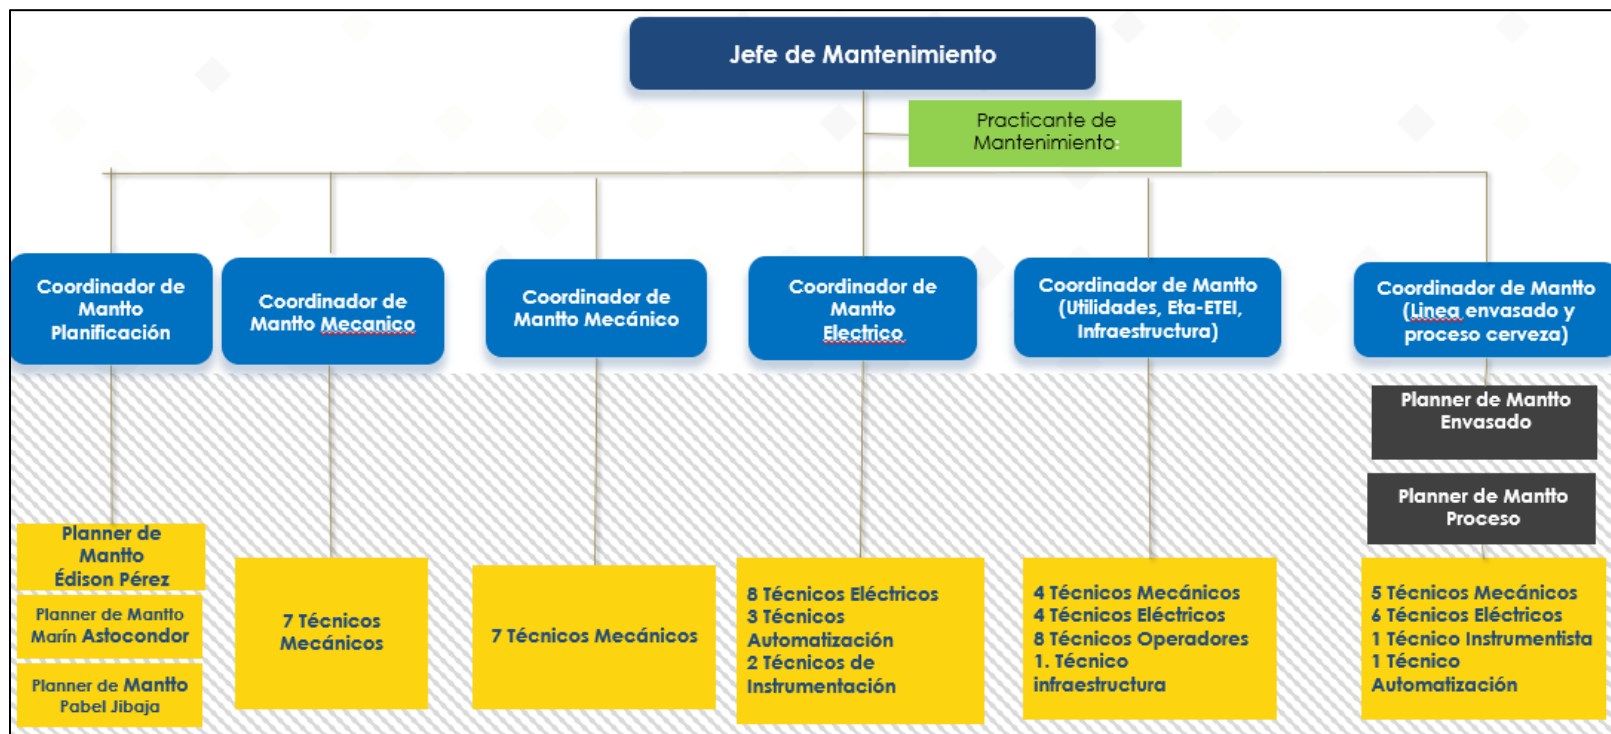 Jefe de Mantenimiento
Practicante de
Mantenimiento:
Coordinador de
Mantto
Planificación
Coordinador de
Mantto Mecanico
Coordinador de
Mantto Mecánico
Coordinador de
Mantto
Electrico
Coordinador de Mantto
(Utilidades, Eta-ETEI,
Infraestructura)
Coordinador de Mantto
(Linea envasado y
proceso cerveza)
Planner de Mantto
Envasado
Planner de Mantto
Proceso
Planner de
Mantto
Édison Pérez
Planner de Mantto
Marín Astocondor
Planner de Mantto
Pabel Jibaja
7 Técnicos
Mecánicos
7 Técnicos Mecánicos
8 Técnicos Eléctricos
3 Técnicos
Automatización
2 Técnicos de
Instrumentación
4 Técnicos Mecánicos
4 Técnicos Eléctricos
8 Técnicos Operadores
1. Técnico
infraestructura
5 Técnicos Mecánicos
6 Técnicos Eléctricos
1 Técnico Instrumentista
1 Técnico
Automatización